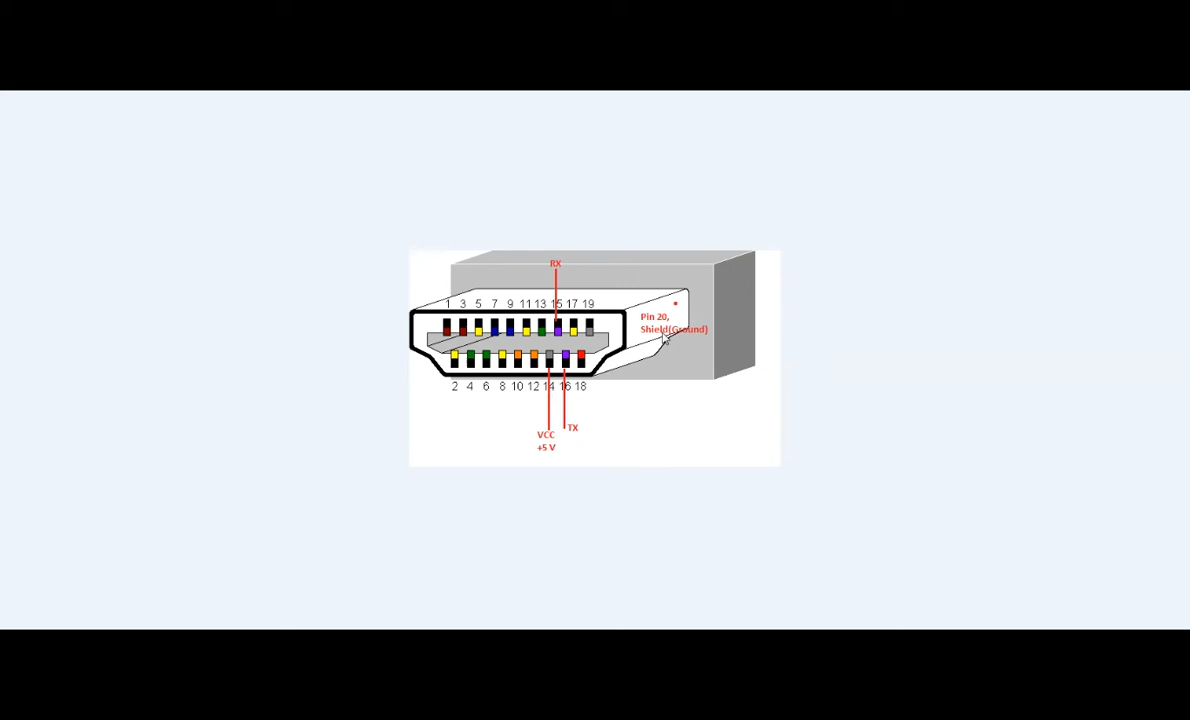 RX
1 3 5 7 9 11 13 15 17 19
Pin 20,
Shield(Ground)
2 4 6 8 10 12 14 16 18
TX
VCC
+5 V